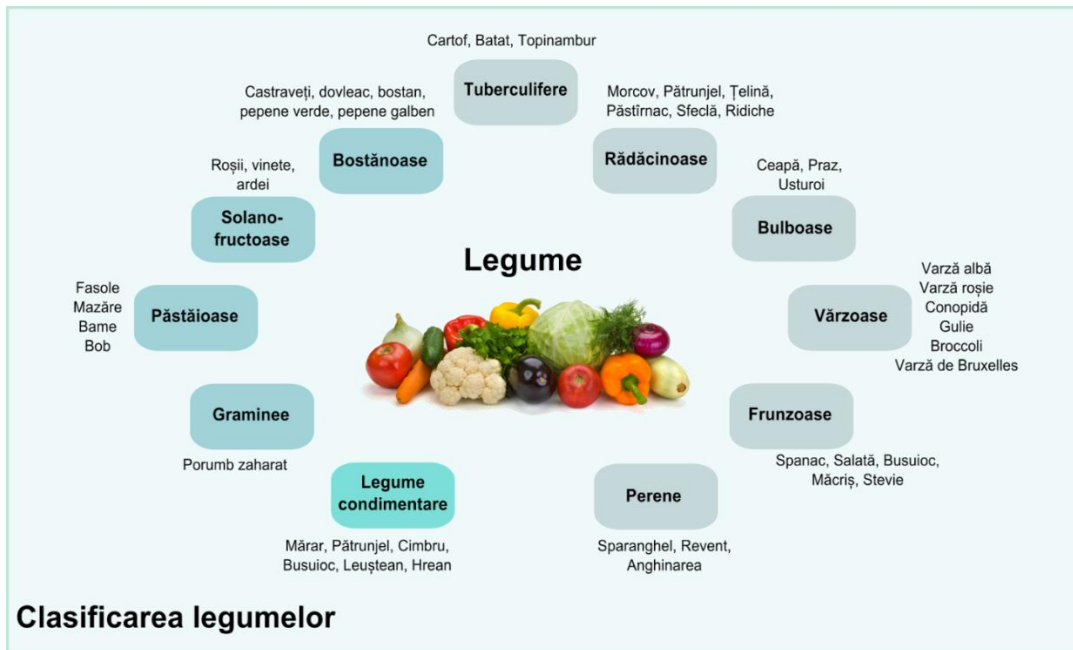 Cartof, Batat, Topinambur
Tuberculifere
Castraveți, dovleac, bostan,
pepene verde, pepene galben
Bostănoase
Morcov, Pătrunjel, Țelină,
Păstîrnac, Sfeclă, Ridiche
Rădăcinoase
Roșii, vinete,
ardei
Solano-
fructoase
Ceapă, Praz,
Usturoi
Bulboase
Legume
Fasole
Mazăre
Bame
Bob
Păstăioase
Varză albă
Varză roșie
Conopidă
Gulie
Broccoli
Varză de Bruxelles
Vărzoase
Graminee
Porumb zaharat
Frunzoase
Spanac, Salată, Busuioc,
Măcriș, Stevie
Legume
condimentare
Mărar, Pătrunjel, Cimbru,
Busuioc, Leuștean, Hrean
Perene
Sparanghel, Revent,
Anghinarea
Clasificarea legumelor